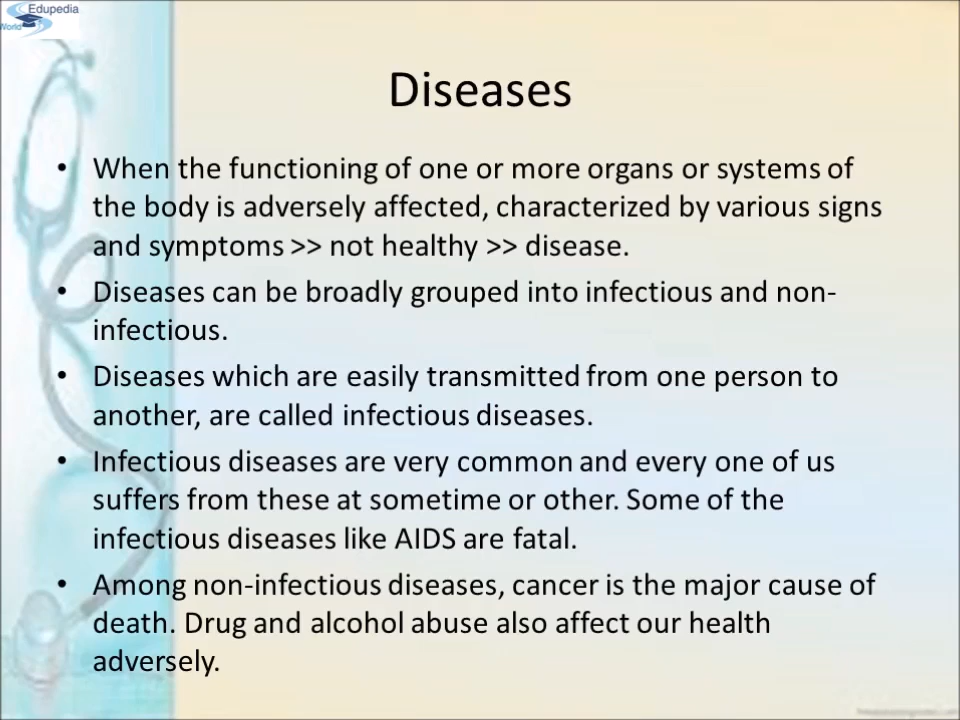 Edupedia
World
Diseases
• When the functioning of one or more organs or systems of
the body is adversely affected, characterized by various signs
and symptoms >> not healthy >> disease.
• Diseases can be broadly grouped into infectious and non-
infectious.
• Diseases which are easily transmitted from one person to
another, are called infectious diseases.
• Infectious diseases are very common and every one of us
suffers from these at sometime or other. Some of the
infectious diseases like AIDS are fatal.
• Among non-infectious diseases, cancer is the major cause of
death. Drug and alcohol abuse also affect our health
adversely.